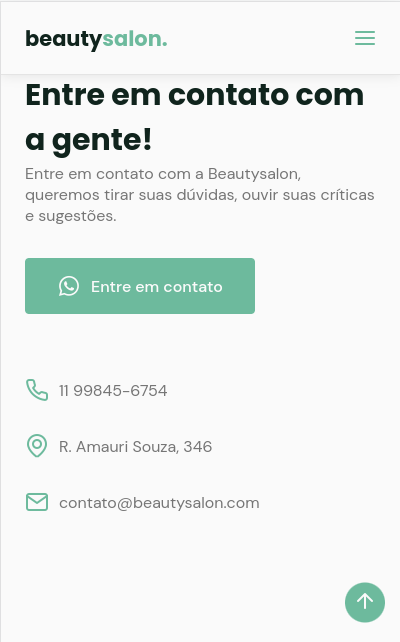 beautysalon.
Entre em contato com
a gente!
Entre em contato com a Beautysalon,
queremos tirar suas dúvidas, ouvir suas críticas
e sugestões.
Entre em contato
11 99845-6754
R. Amauri Souza, 346
contato@beautysalon.com